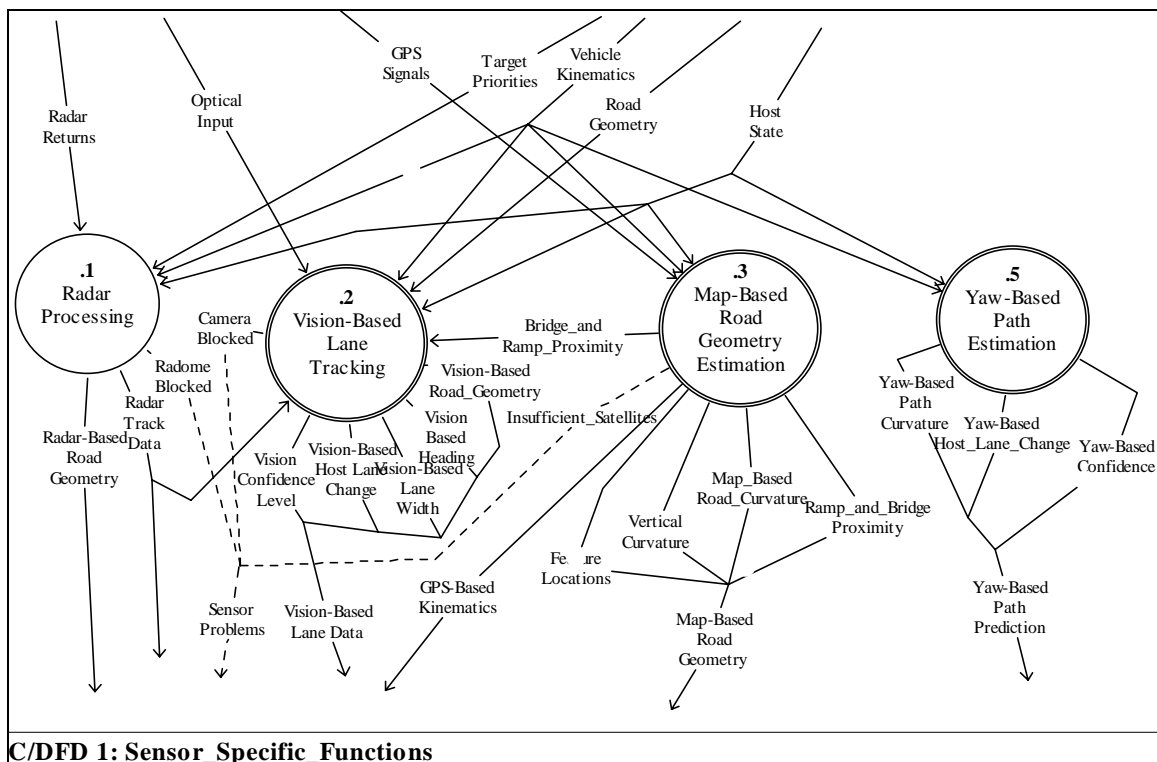 GPS
Signals
Target
Priorities
Vehicle
Kinematics
Road
Geometry
Host
State
Radar
Returns
Optical
Input
.1
Radar
Processing
.2
Vision-Based
Lane
Tracking
.3
Map-Based
Road
Geometry
Estimation
.5
Yaw-Based
Path
Estimation
Camera
Blocked
Radome
Blocked
Bridge_and
Ramp_Proximity
Vision-Based
Road_Geometry
Insufficient_Satellites
Radar-Based
Road
Geometry
Radar
Track
Data
Vision
Confidence
Level
Vision-Based
Host Lane
Change
Vision-Based
Lane
Width
Vision
Based
Heading
Yaw-Based
Path
Curvature
Yaw-Based
Host_Lane_Change
Yaw-Based
Confidence
Vertical
Curvature
Map_Based
Road_Curvature
Ramp_and_Bridge
Proximity
Feature
Locations
Sensor
Problems
Vision-Based
Lane Data
GPS-Based
Kinematics
Map-Based
Road
Geometry
Yaw-Based
Path
Prediction
C/DFD 1: Sensor_Specific_Functions